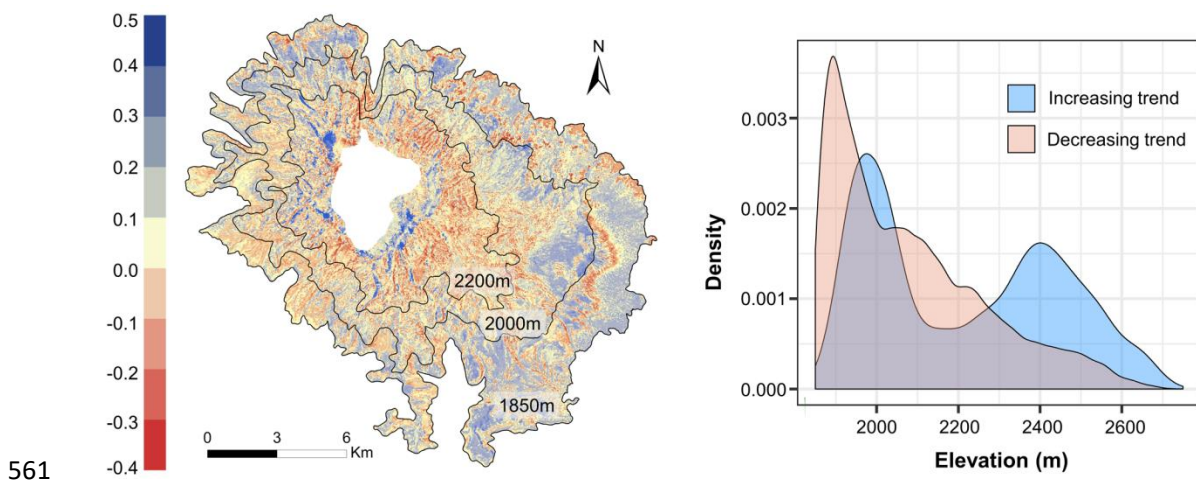 0.5
0.4
0.3
0.2
0.1
0.0
-0.1
-0.2
-0.3
-0.4
N
2200m
2000m
1850m
0 3 6
Km
Increasing trend
Decreasing trend
Density
0.003
0.002
0.001
0.000
2000 2200 2400 2600
Elevation (m)
561